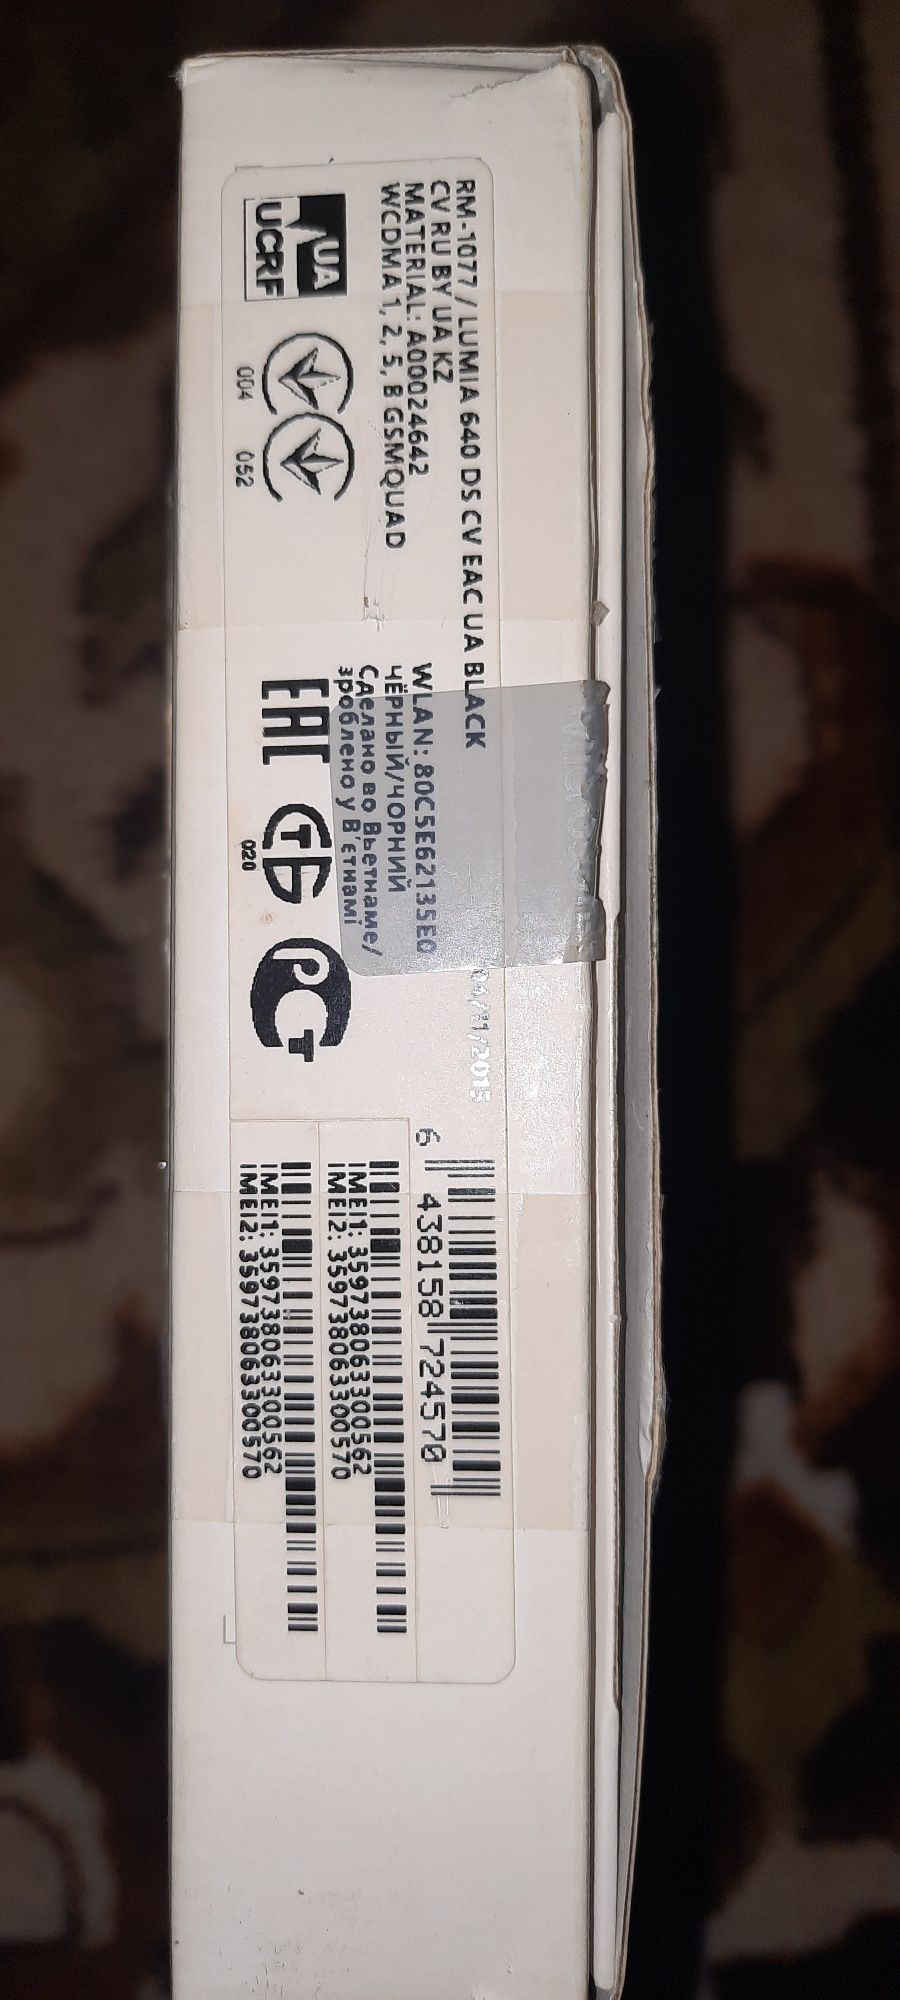 RM-1077 / LUMIA 640 DS CV EAC UA BLACK
CV RU BY UA KZ
MATERIAL: A00024642
WCDMA 1, 2, 5, 8 GSMQUAD
UA
UCRF
004
052
WLAN: 80C5E62135E0
ЧЁРНЫЙ/ЧОРНИЙ
Сделано во Вьетнаме/
зроблено у В'єтнамі
EAC
СТБ
020
РСТ
04/11/2015
6 438158 724570
IMEI1: 359738063300562
IMEI2: 359738063300570
IMEI1: 359738063300562
IMEI2: 359738063300570